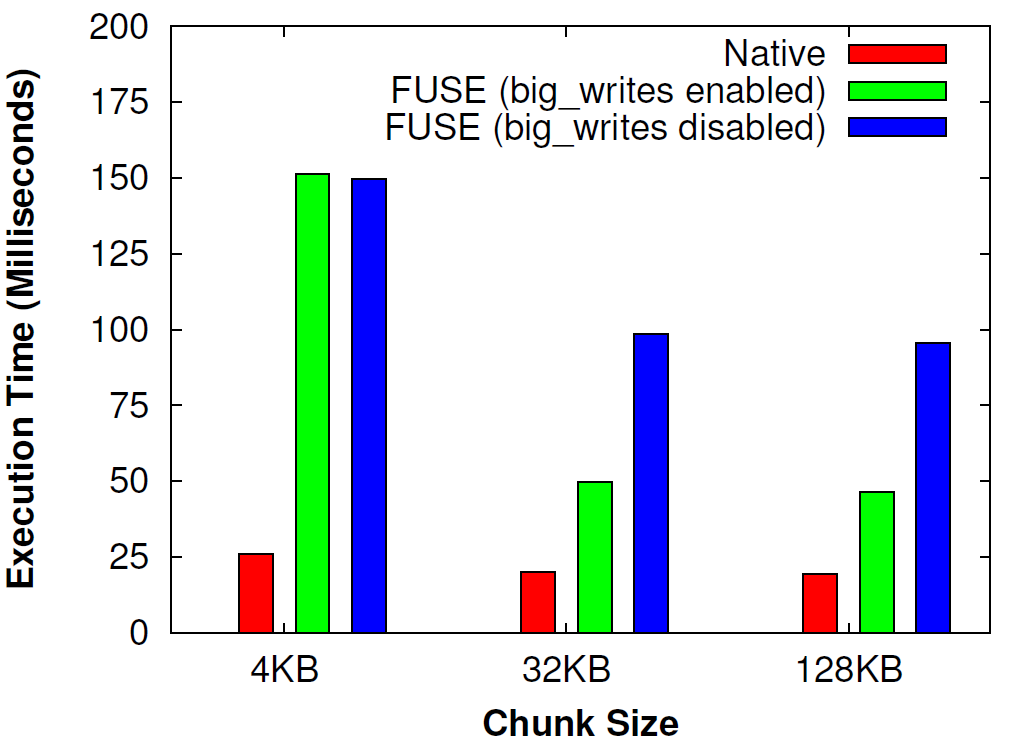 200
175
150
125
100
75
50
25
0
Execution Time (Milliseconds)
Native
FUSE (big_writes enabled)
FUSE (big_writes disabled)
4KB
32KB
128KB
Chunk Size